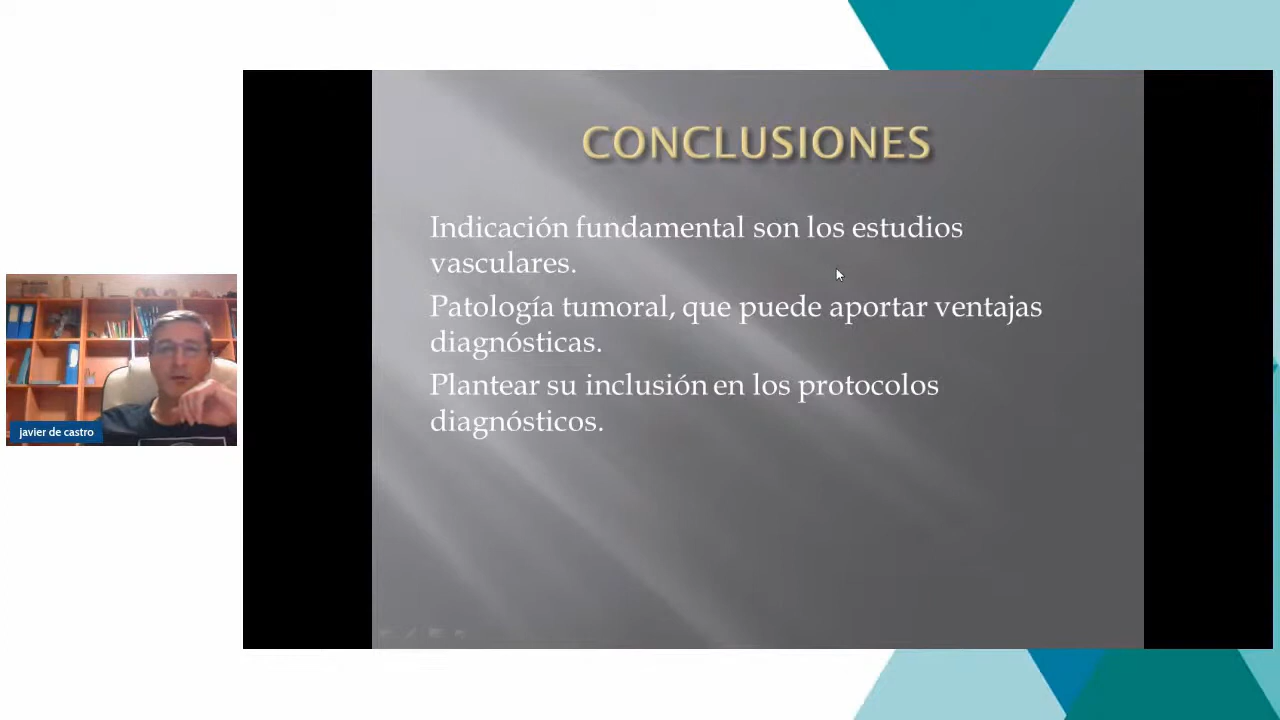 CONCLUSIONES
Indicación fundamental son los estudios
vasculares.
Patología tumoral, que puede aportar ventajas
diagnósticas.
Plantear su inclusión en los protocolos
diagnósticos.
javier de castro